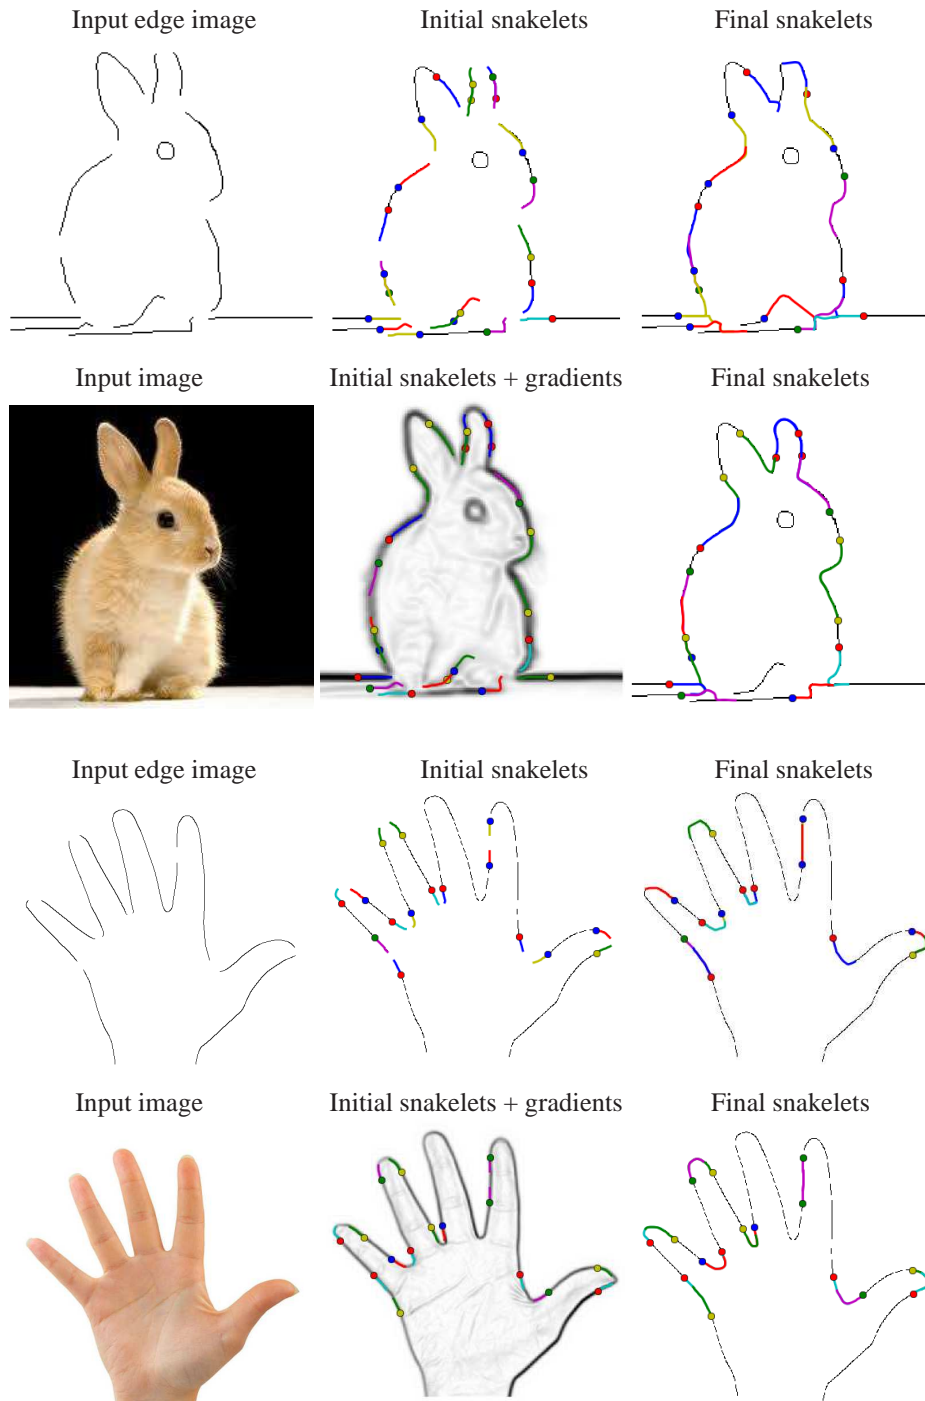 Input edge image
Initial snakelets
Final snakelets
Input image
Initial snakelets + gradients
Final snakelets
Input edge image
Initial snakelets
Final snakelets
Input image
Initial snakelets + gradients
Final snakelets